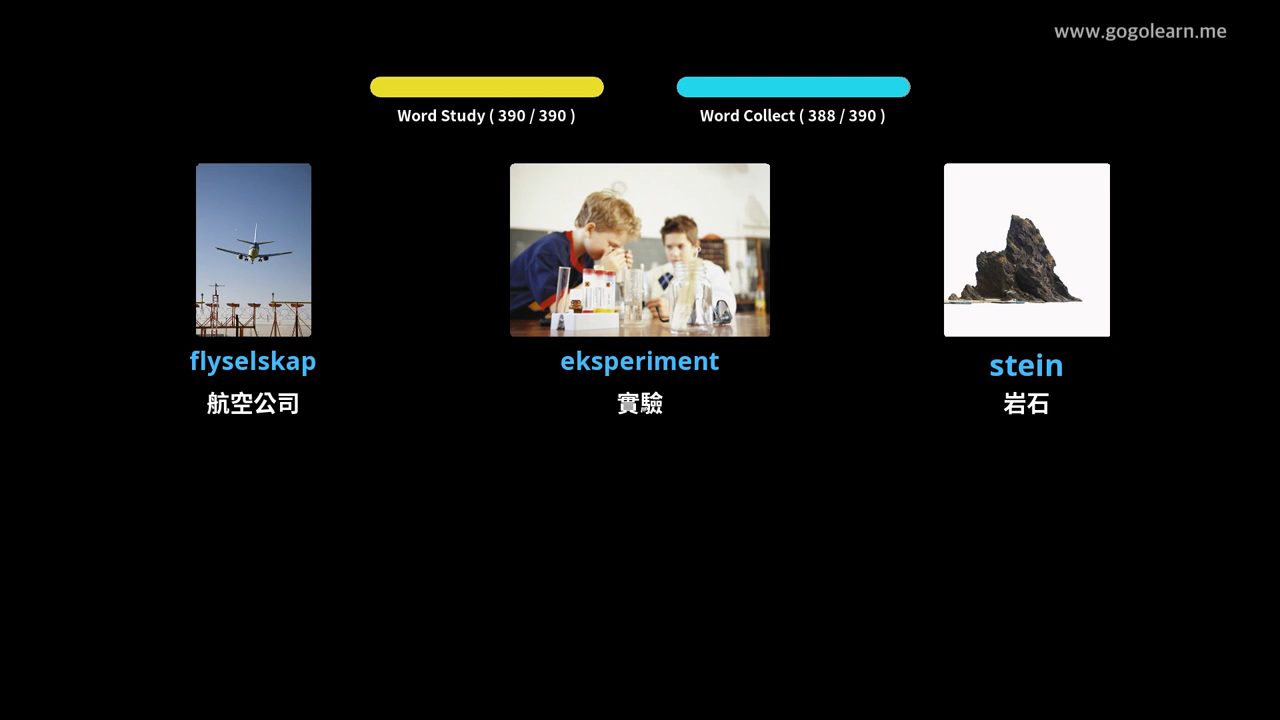 www.gogolearn.me
Word Study ( 390 / 390 )
Word Collect ( 388 / 390 )
flyselskap
航空公司
eksperiment
實驗
stein
岩石